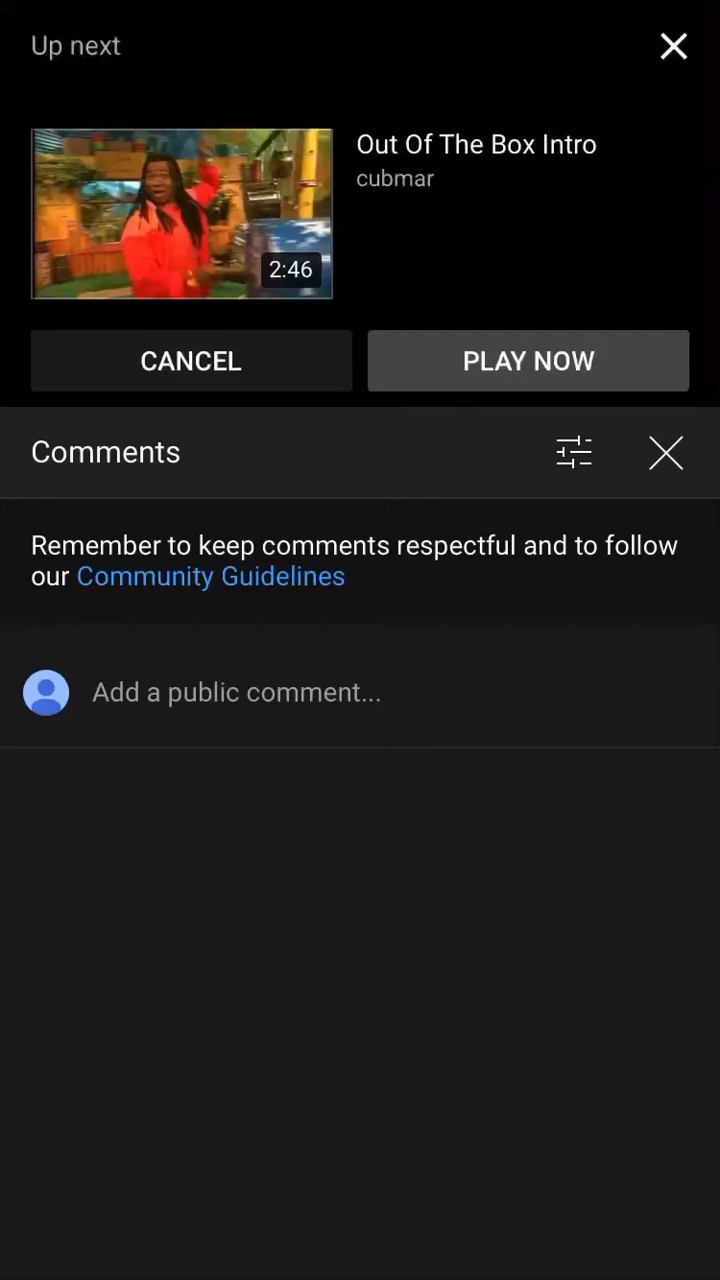 Up next
Out Of The Box Intro
cubmar
2:46
CANCEL
PLAY NOW
Comments
Remember to keep comments respectful and to follow
our Community Guidelines
Add a public comment...